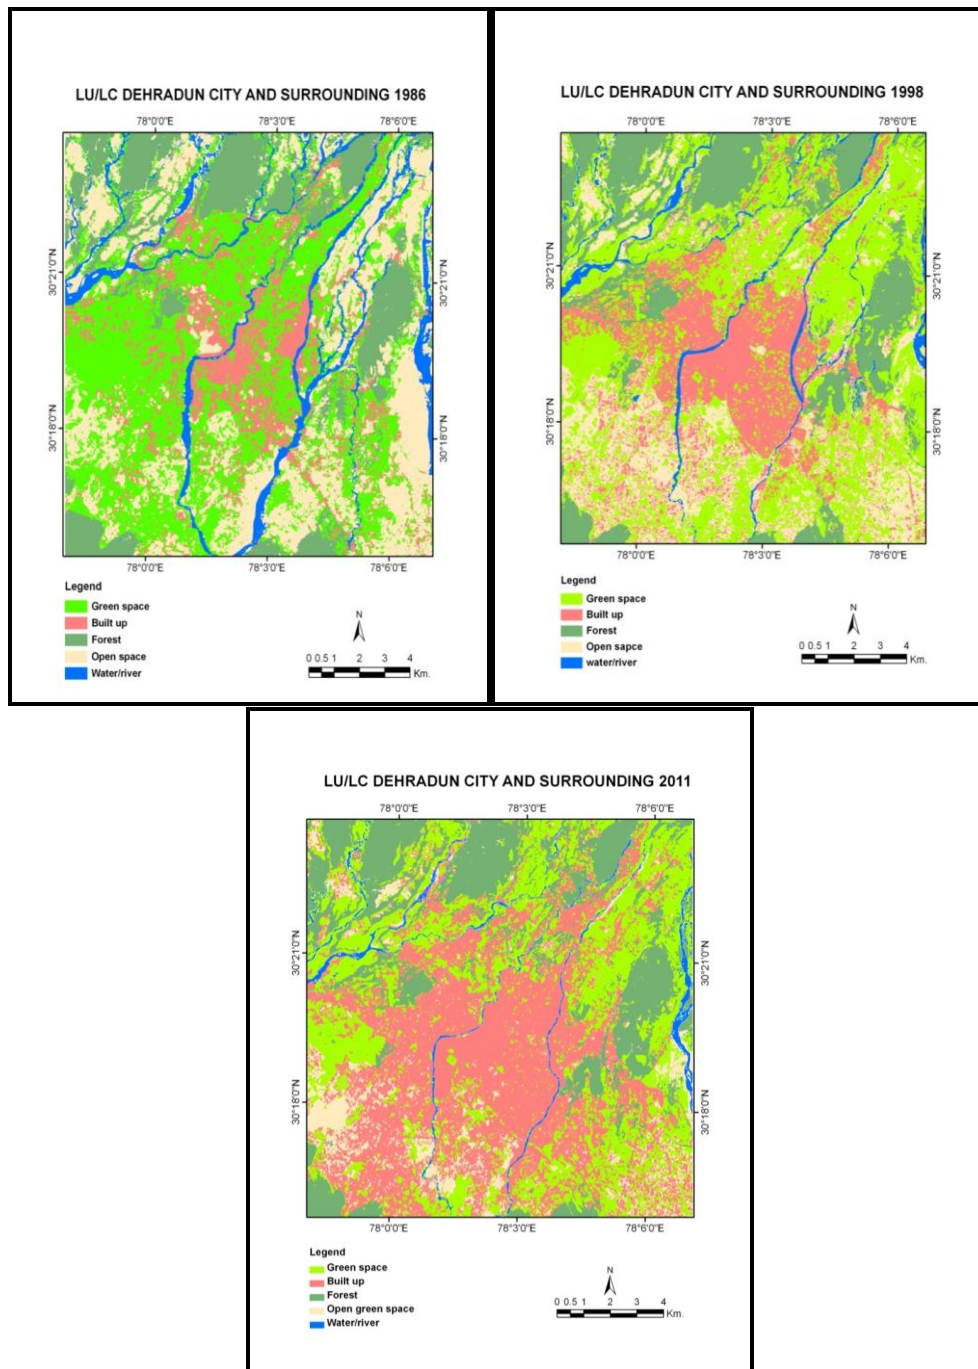 LU/LC DEHRADUN CITY AND SURROUNDING 1986
78°0'0"E 78°3'0"E 78°6'0"E
30°21'0"N 30°21'0"N
30°18'0"N 30°18'0"N
78°0'0"E 78°3'0"E 78°6'0"E
Legend
Green space
Built up
Forest
Open space
Water/river
N
0 0.5 1 2 3 4
Km.
LU/LC DEHRADUN CITY AND SURROUNDING 1998
78°0'0"E 78°3'0"E 78°6'0"E
30°21'0"N 30°21'0"N
30°18'0"N 30°18'0"N
78°0'0"E 78°3'0"E 78°6'0"E
Legend
Green space
Built up
Forest
Open sapce
water/river
N
0 0.5 1 2 3 4
Km.
LU/LC DEHRADUN CITY AND SURROUNDING 2011
78°0'0"E 78°3'0"E 78°6'0"E
30°21'0"N 30°21'0"N
30°18'0"N 30°18'0"N
78°0'0"E 78°3'0"E 78°6'0"E
Legend
Green space
Built up
Forest
Open green space
Water/river
N
0 0.5 1 2 3 4
Km.